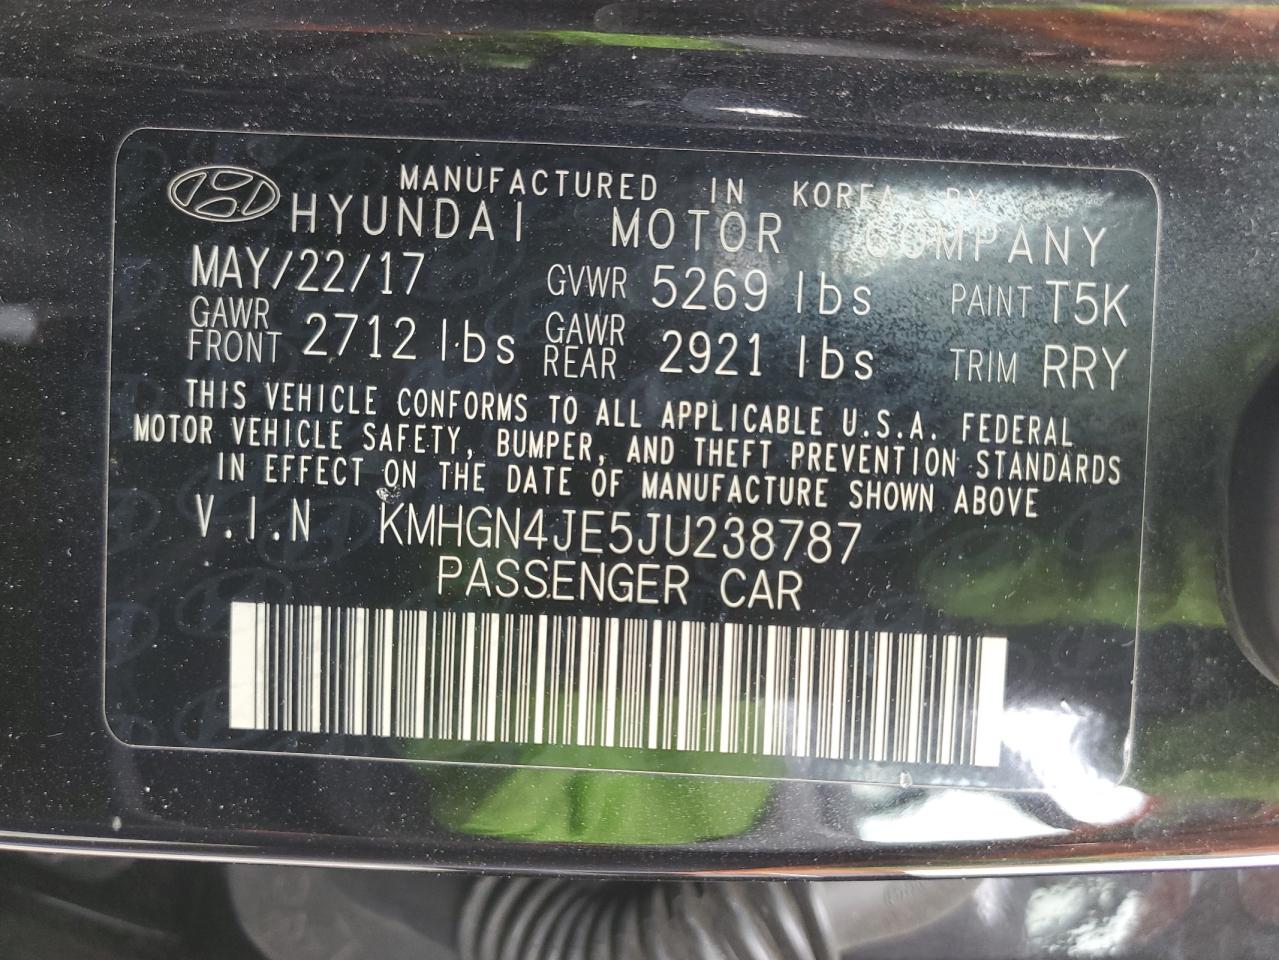 MANUFACTURED IN KOREA BY
HYUNDAI MOTOR COMPANY
MAY/22/17 GVWR 5269 lbs PAINT T5K
GAWR FRONT 2712 lbs GAWR REAR 2921 lbs TRIM RRY
THIS VEHICLE CONFORMS TO ALL APPLICABLE U.S.A. FEDERAL
MOTOR VEHICLE SAFETY, BUMPER, AND THEFT PREVENTION STANDARDS
IN EFFECT ON THE DATE OF MANUFACTURE SHOWN ABOVE
V.I.N KMHGN4JE5JU238787
PASSENGER CAR